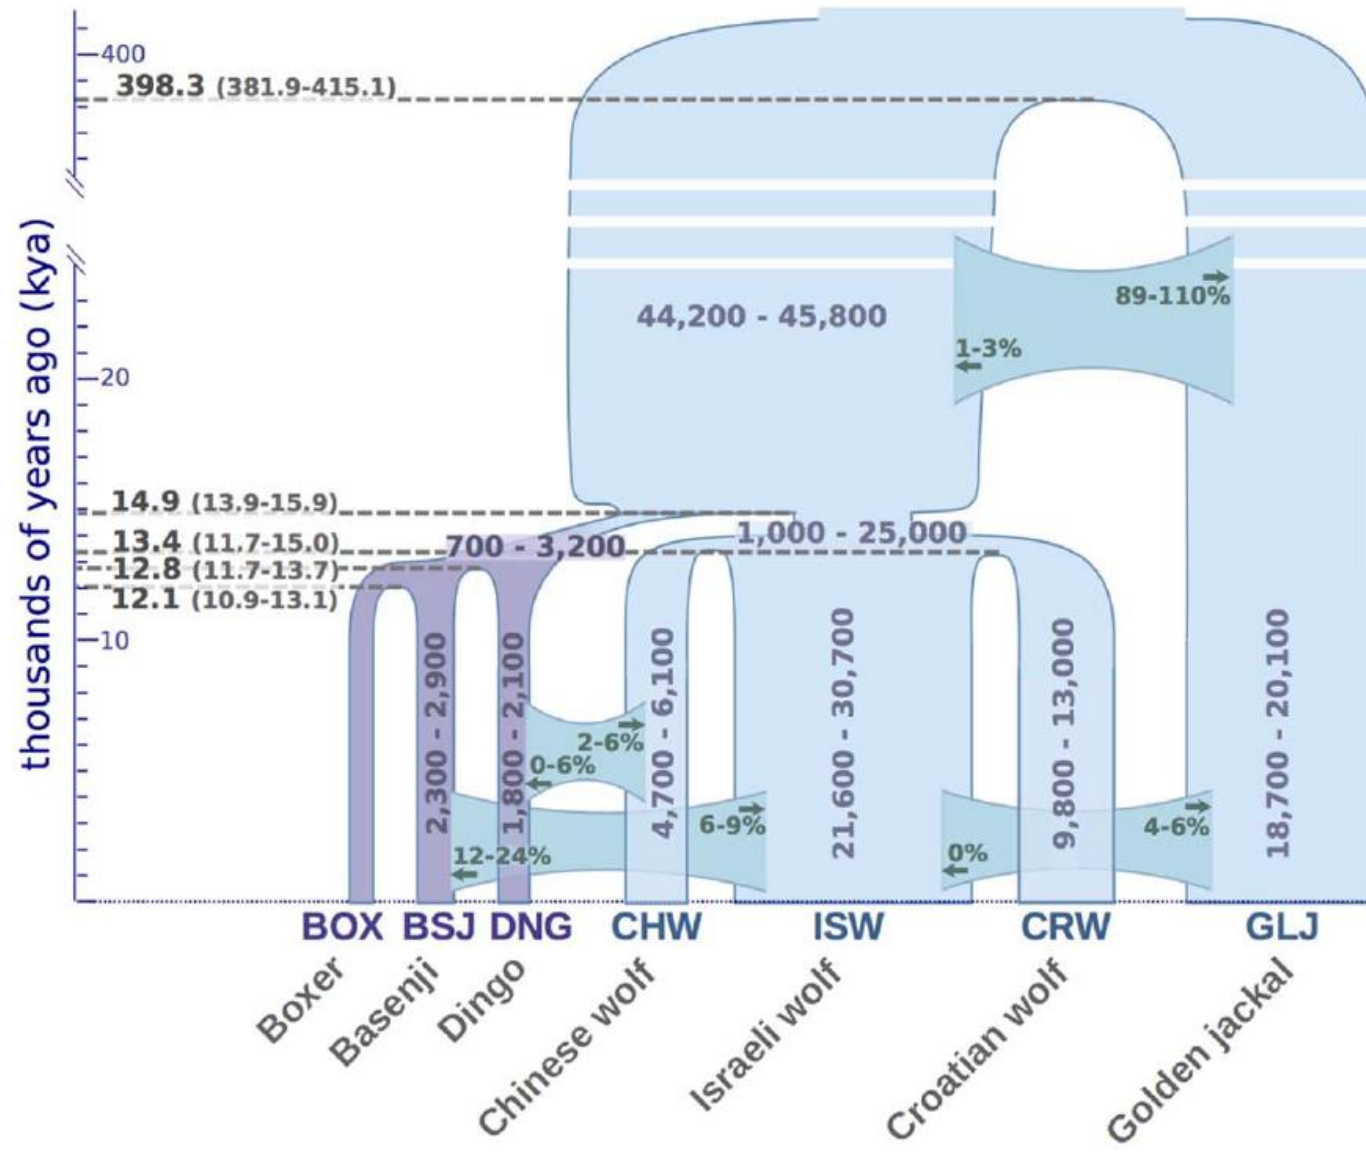 400
398.3 (381.9-415.1)
thousands of years ago (kya)
89-110%
44,200 - 45,800
1-3%
20
14.9 (13.9-15.9)
1,000 - 25,000
13.4 (11.7-15.0)
700 - 3,200
12.8 (11.7-13.7)
12.1 (10.9-13.1)
10
2,300 - 2,900
1,800 - 2,100
4,700 - 6,100
21,600 - 30,700
9,800 - 13,000
18,700 - 20,100
2-6%
0-6%
6-9%
4-6%
12-24%
0%
BOX BSJ DNG CHW ISW CRW GLJ
Boxer
Basenji
Dingo
Chinese wolf
Israeli wolf
Croatian wolf
Golden jackal